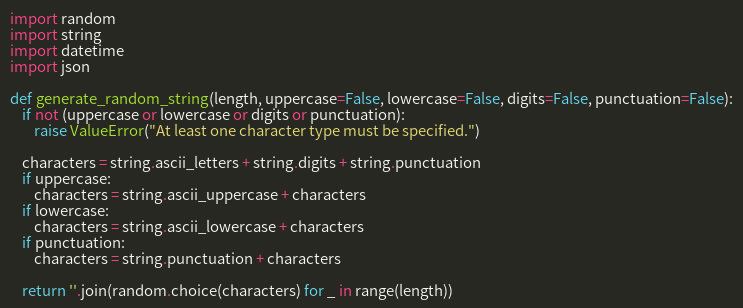 import random
import string
import datetime
import json

def generate_random_string(length, uppercase=False, lowercase=False, digits=False, punctuation=False):
    if not (uppercase or lowercase or digits or punctuation):
        raise ValueError("At least one character type must be specified.")

    characters = string.ascii_letters + string.digits + string.punctuation
    if uppercase:
        characters = string.ascii_uppercase + characters
    if lowercase:
        characters = string.ascii_lowercase + characters
    if punctuation:
        characters = string.punctuation + characters

    return ''.join(random.choice(characters) for _ in range(length))